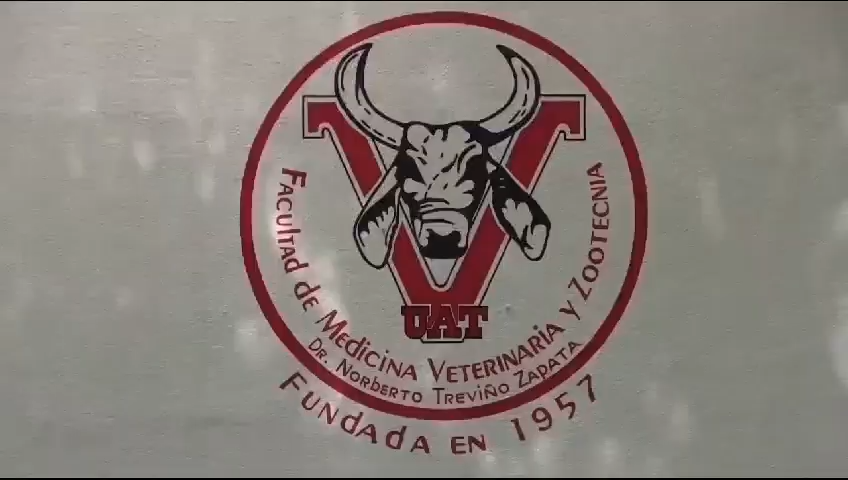 V
UAT
Facultad de Medicina Veterinaria y Zootecnia
Dr. Norberto Treviño Zapata
Fundada en 1957